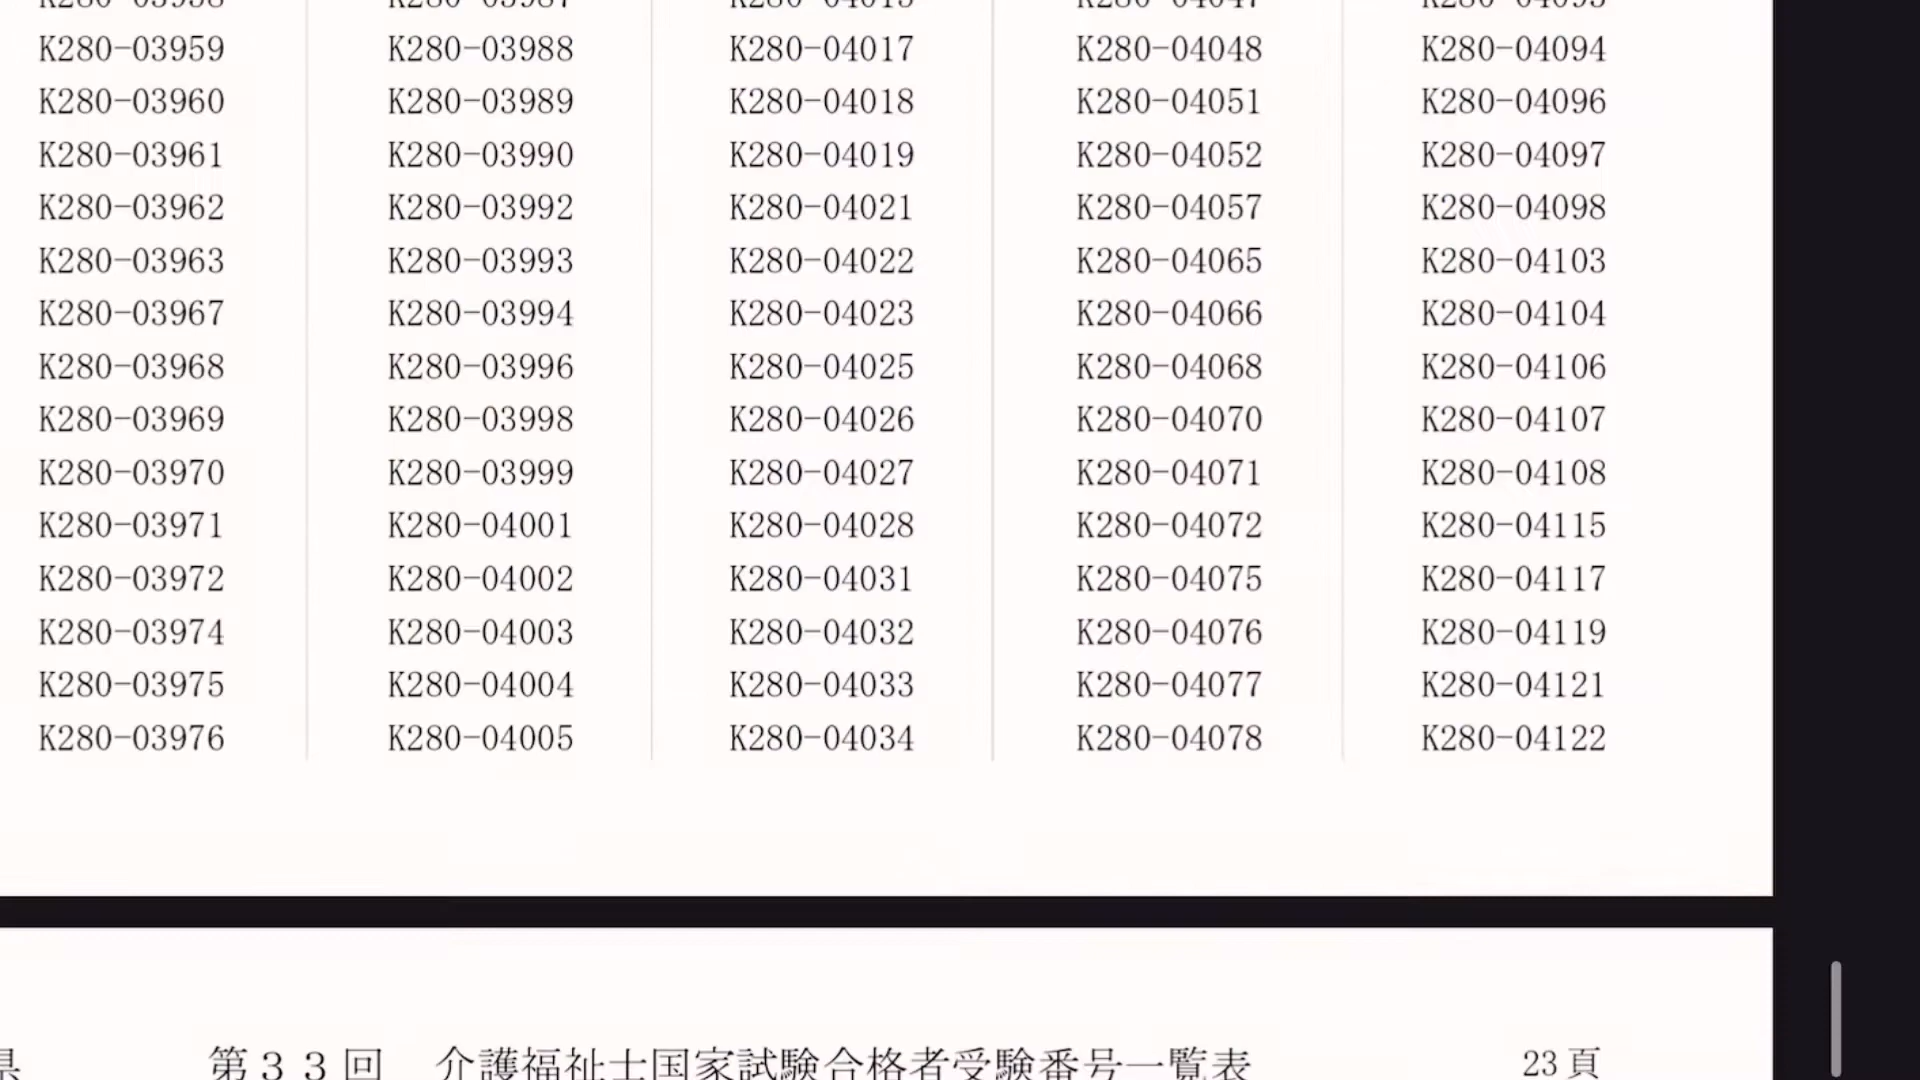 K280-03959 K280-03988 K280-04017 K280-04048 K280-04094
K280-03960 K280-03989 K280-04018 K280-04051 K280-04096
K280-03961 K280-03990 K280-04019 K280-04052 K280-04097
K280-03962 K280-03992 K280-04021 K280-04057 K280-04098
K280-03963 K280-03993 K280-04022 K280-04065 K280-04103
K280-03967 K280-03994 K280-04023 K280-04066 K280-04104
K280-03968 K280-03996 K280-04025 K280-04068 K280-04106
K280-03969 K280-03998 K280-04026 K280-04070 K280-04107
K280-03970 K280-03999 K280-04027 K280-04071 K280-04108
K280-03971 K280-04001 K280-04028 K280-04072 K280-04115
K280-03972 K280-04002 K280-04031 K280-04075 K280-04117
K280-03974 K280-04003 K280-04032 K280-04076 K280-04119
K280-03975 K280-04004 K280-04033 K280-04077 K280-04121
K280-03976 K280-04005 K280-04034 K280-04078 K280-04122
県 第33回 介護福祉士国家試験合格者受験番号一覧表 23頁